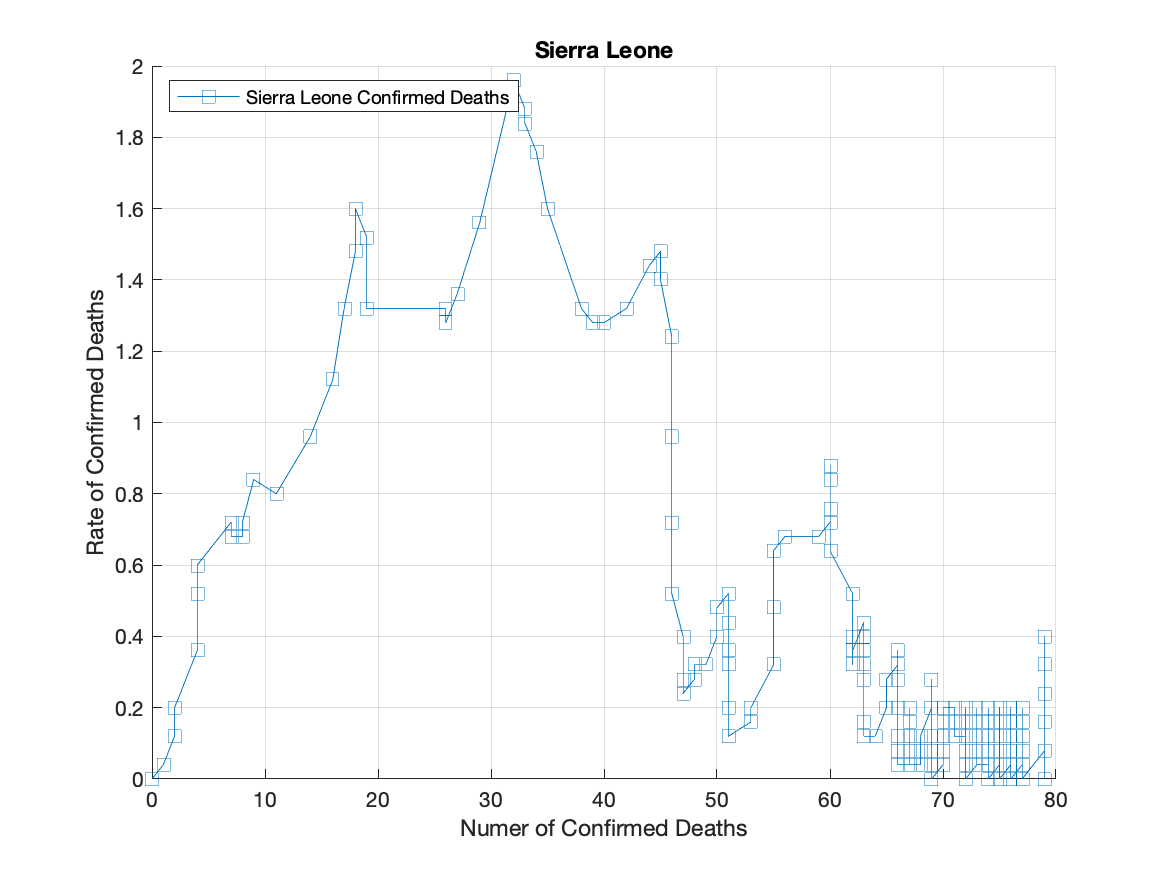 Sierra Leone
2
Sierra Leone Confirmed Deaths
1.8
1.6
1.4
1.2
1
0.8
0.6
0.4
0.2
0
Rate of Confirmed Deaths
0 10 20 30 40 50 60 70 80
Numer of Confirmed Deaths